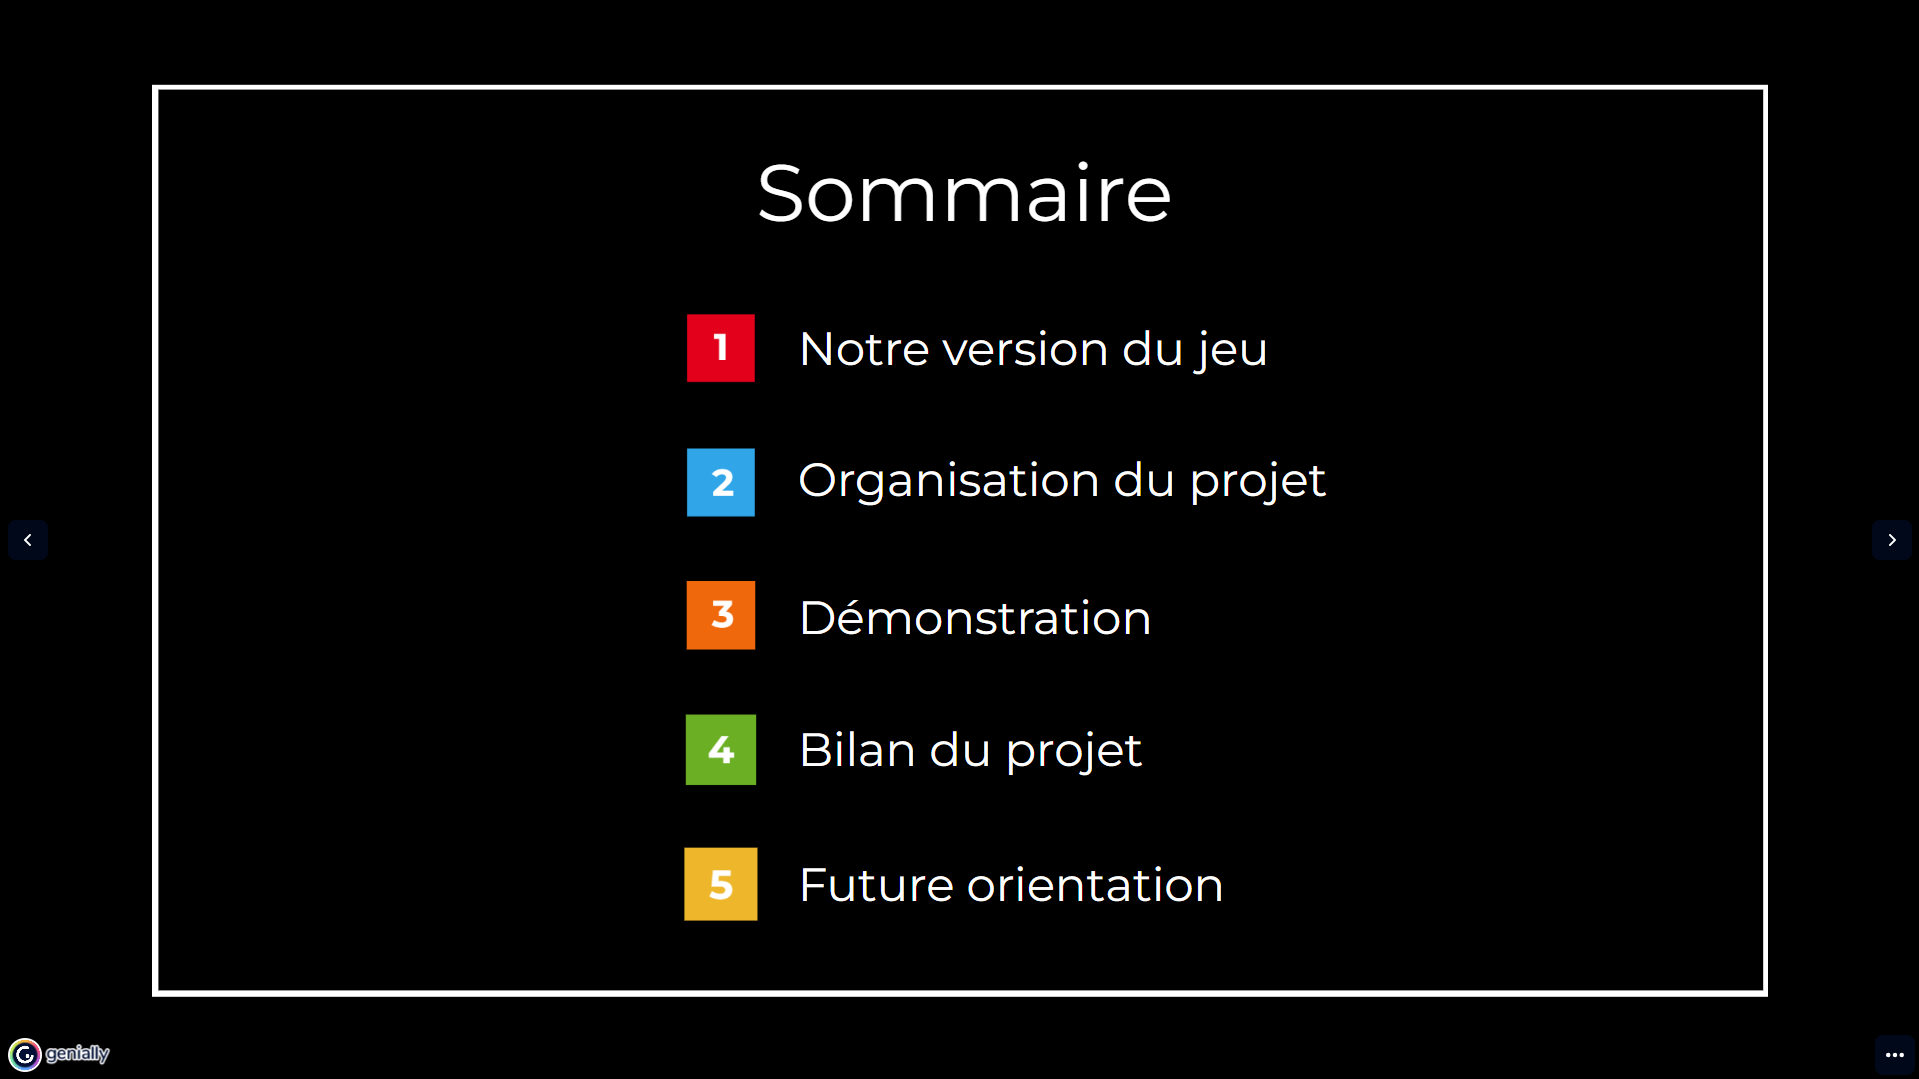 Sommaire
1 Notre version du jeu
2 Organisation du projet
3 Démonstration
4 Bilan du projet
5 Future orientation
genially